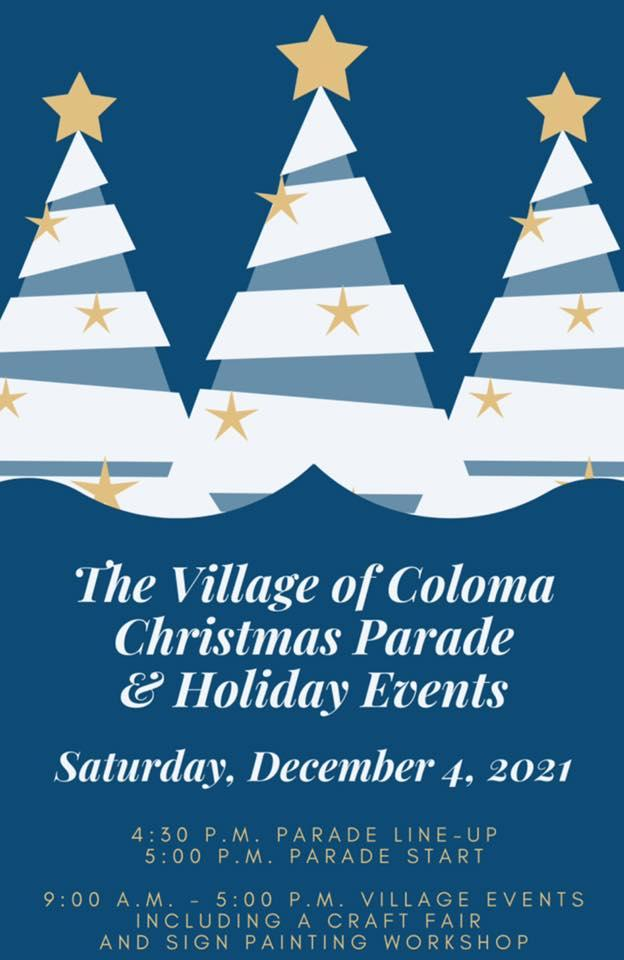 The Village of Coloma
Christmas Parade
& Holiday Events
Saturday, December 4, 2021
4:30 P.M. PARADE LINE-UP
5:00 P.M. PARADE START
9:00 A.M. - 5:00 P.M. VILLAGE EVENTS
INCLUDING A CRAFT FAIR
AND SIGN PAINTING WORKSHOP